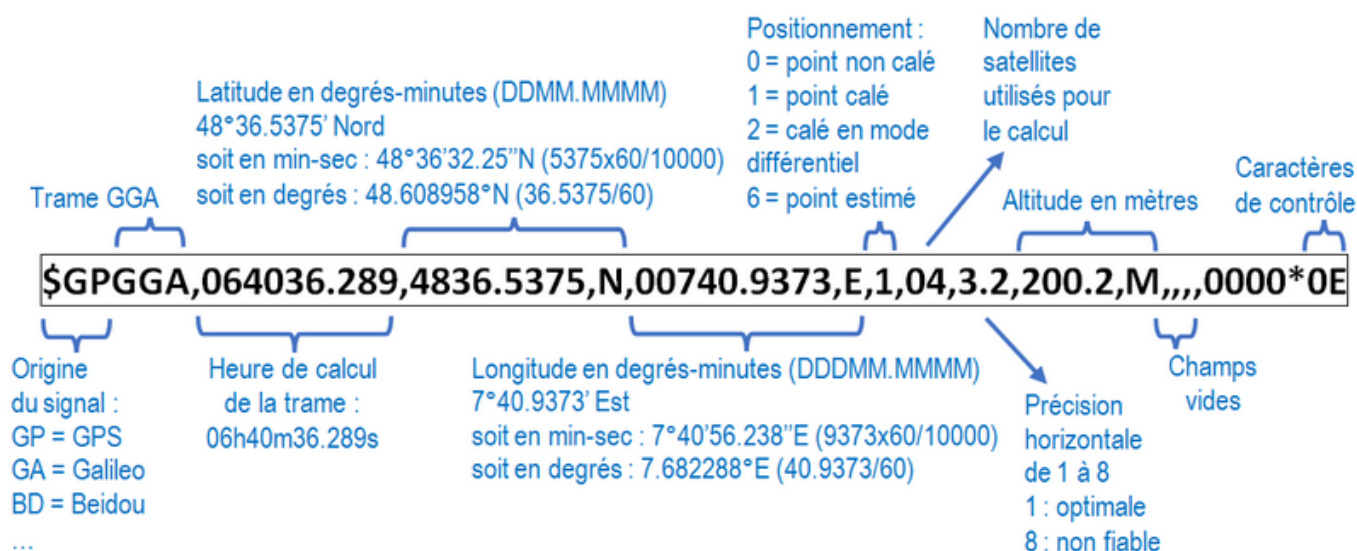 Positionnement :
0 = point non calé
1 = point calé
2 = calé en mode
différentiel
6 = point estimé
Nombre de
satellites
utilisés pour
le calcul
Latitude en degrés-minutes (DDMM.MMMM)
48°36.5375' Nord
soit en min-sec : 48°36'32.25''N (5375x60/10000)
soit en degrés : 48.608958°N (36.5375/60)
Trame GGA
Altitude en mètres
Caractères
de contrôle
$GPGGA,064036.289,4836.5375,N,00740.9373,E,1,04,3.2,200.2,M,,,,0000*0E
Origine
du signal :
GP = GPS
GA = Galileo
BD = Beidou
...
Heure de calcul
de la trame :
06h40m36.289s
Longitude en degrés-minutes (DDDMM.MMMM)
7°40.9373' Est
soit en min-sec : 7°40'56.238''E (9373x60/10000)
soit en degrés : 7.682288°E (40.9373/60)
Précision
horizontale
de 1 à 8
1 : optimale
8 : non fiable
Champs
vides